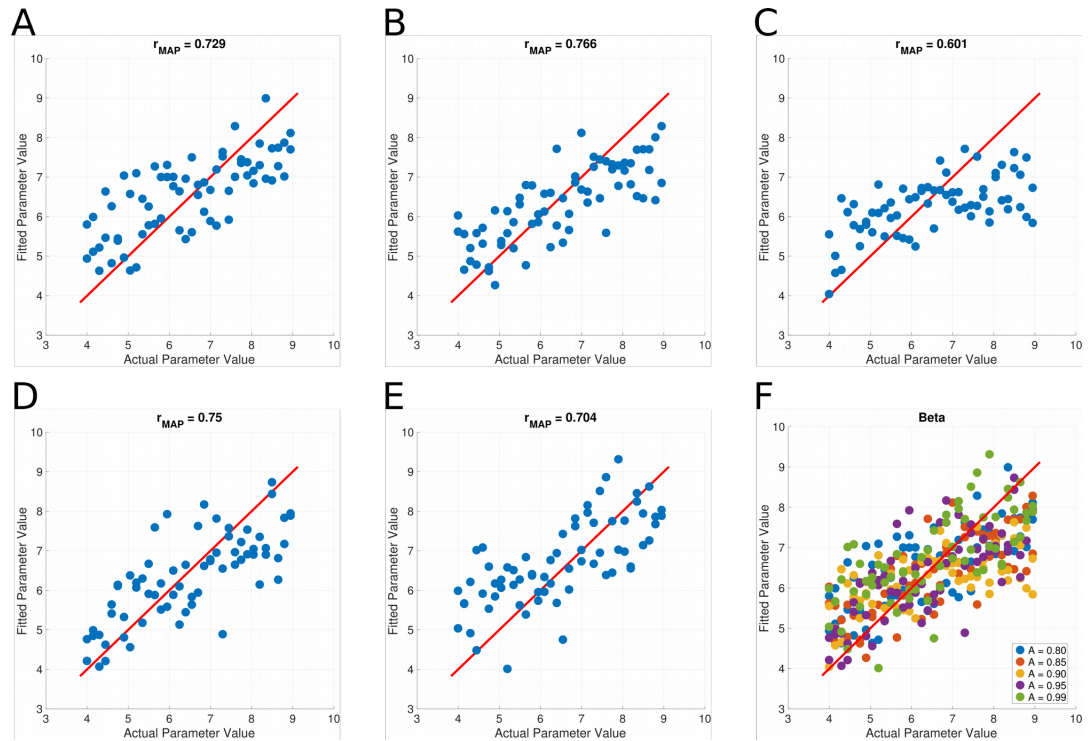 A
r_MAP = 0.729
10
9
8
7
6
5
4
3
Fitted Parameter Value
3 4 5 6 7 8 9 10
Actual Parameter Value
B
r_MAP = 0.766
10
9
8
7
6
5
4
3
Fitted Parameter Value
3 4 5 6 7 8 9 10
Actual Parameter Value
C
r_MAP = 0.601
10
9
8
7
6
5
4
3
Fitted Parameter Value
3 4 5 6 7 8 9 10
Actual Parameter Value
D
r_MAP = 0.75
10
9
8
7
6
5
4
3
Fitted Parameter Value
3 4 5 6 7 8 9 10
Actual Parameter Value
E
r_MAP = 0.704
10
9
8
7
6
5
4
3
Fitted Parameter Value
3 4 5 6 7 8 9 10
Actual Parameter Value
F
Beta
10
9
8
7
6
5
4
3
Fitted Parameter Value
A = 0.80
A = 0.85
A = 0.90
A = 0.95
A = 0.99
3 4 5 6 7 8 9 10
Actual Parameter Value